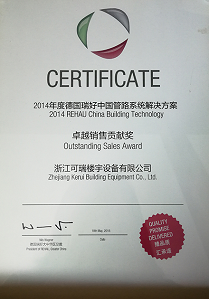 CERTIFICATE
2014年度德国瑞好中国管路系统解决方案
2014 REHAU China Building Technology
卓越销售贡献奖
Outstanding Sales Award
浙江可瑞楼宇设备有限公司
Zhejiang Kerui Building Equipment Co., Ltd.
QUALITY
PROMISE
DELIVERED
Date